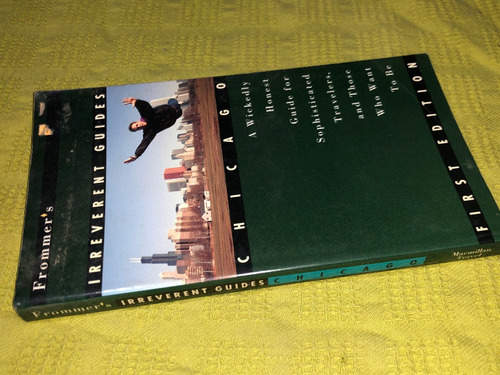 Frommer's
IRREVERENT GUIDES
CHICAGO
A Wickedly
Honest
Guide for
Sophisticated
Travelers,
and Those
Who Want
To Be
FIRST EDITION
Frommer's IRREVERENT GUIDES CHICAGO
Macmillan
Travel